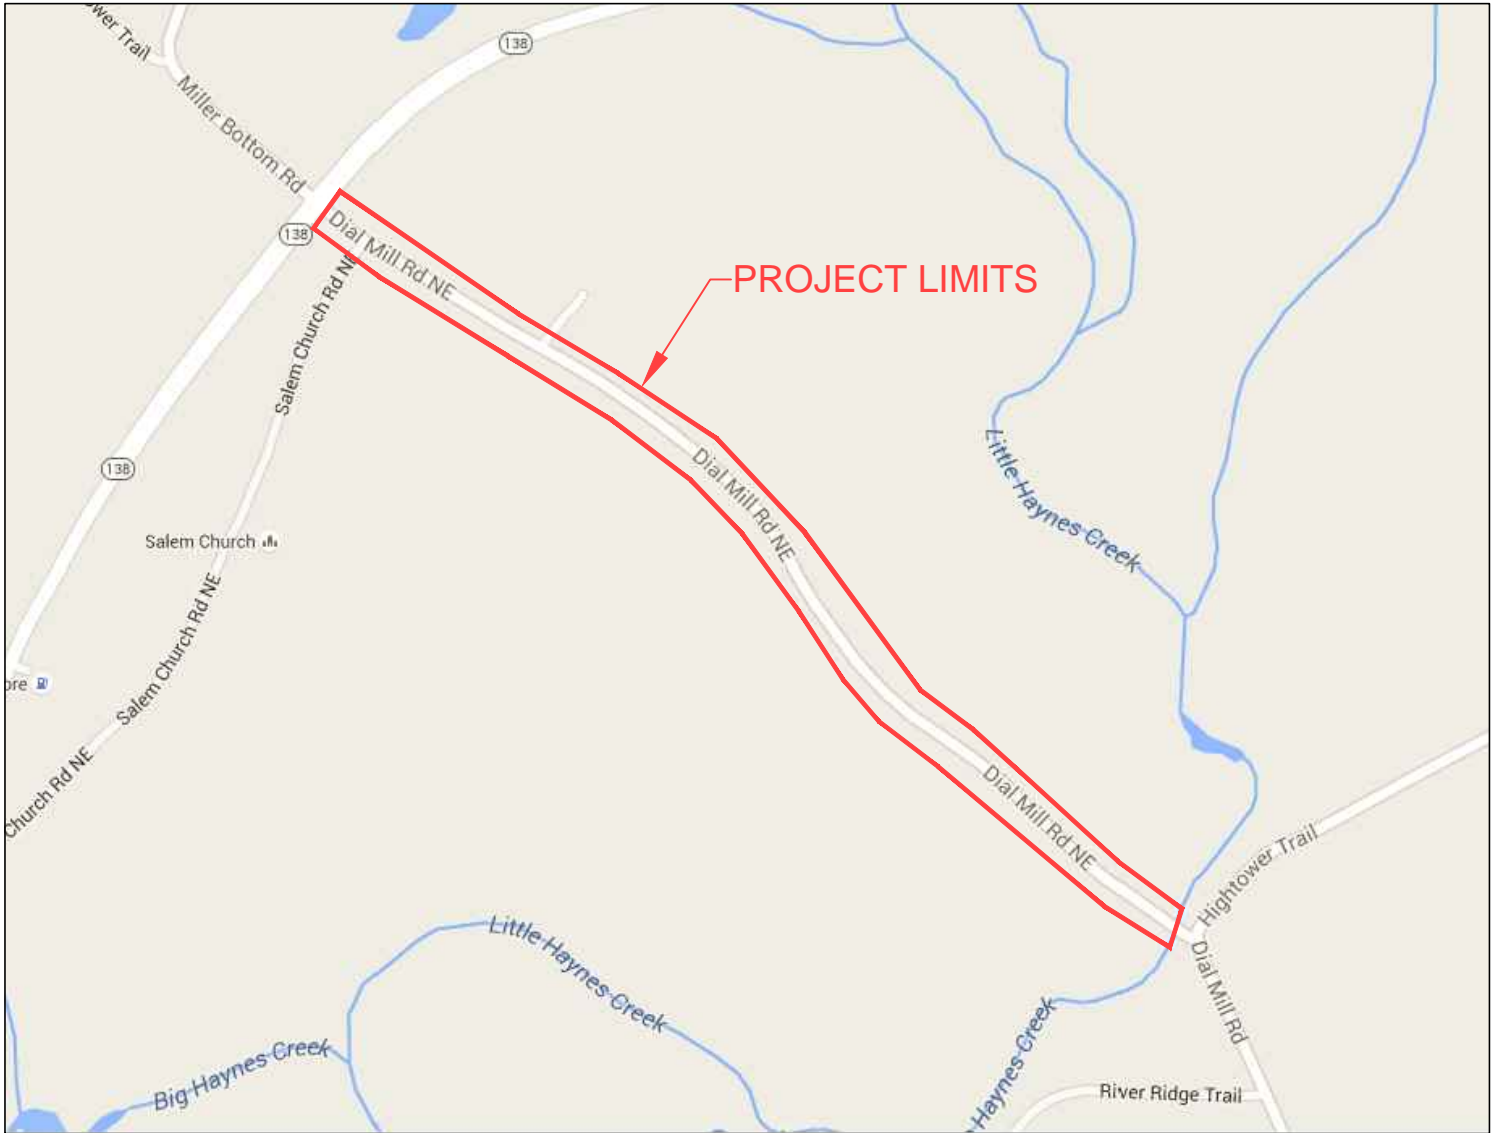 138
Trail
Miller Bottom Rd
138
Dial Mill Rd NE
Salem Church Rd NE
PROJECT LIMITS
138
Dial Mill Rd NE
Little Haynes Creek
Salem Church
Salem Church Rd NE
Church Rd NE
Dial Mill Rd NE
Hightower Trail
Little Haynes Creek
Dial Mill Rd
Haynes Creek
Big Haynes Creek
River Ridge Trail